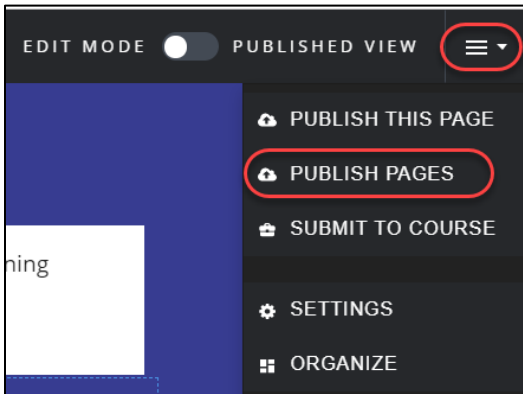 EDIT MODE PUBLISHED VIEW
PUBLISH THIS PAGE
PUBLISH PAGES
SUBMIT TO COURSE
ning
SETTINGS
ORGANIZE